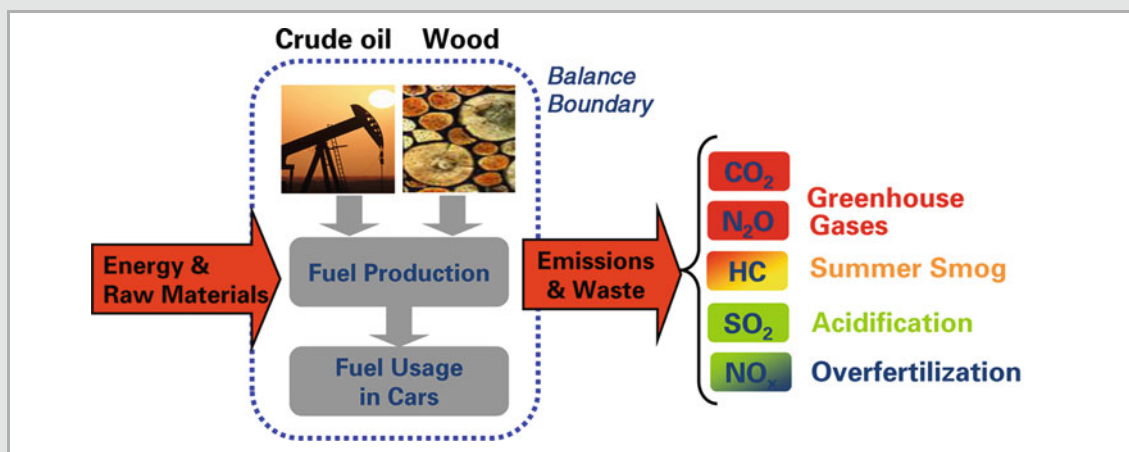 Crude oil Wood
Balance
Boundary
Energy &
Raw Materials
Fuel Production
Fuel Usage
in Cars
Emissions
& Waste
CO₂
N₂O
Greenhouse
Gases
HC Summer Smog
SO₂ Acidification
NOₓ Overfertilization